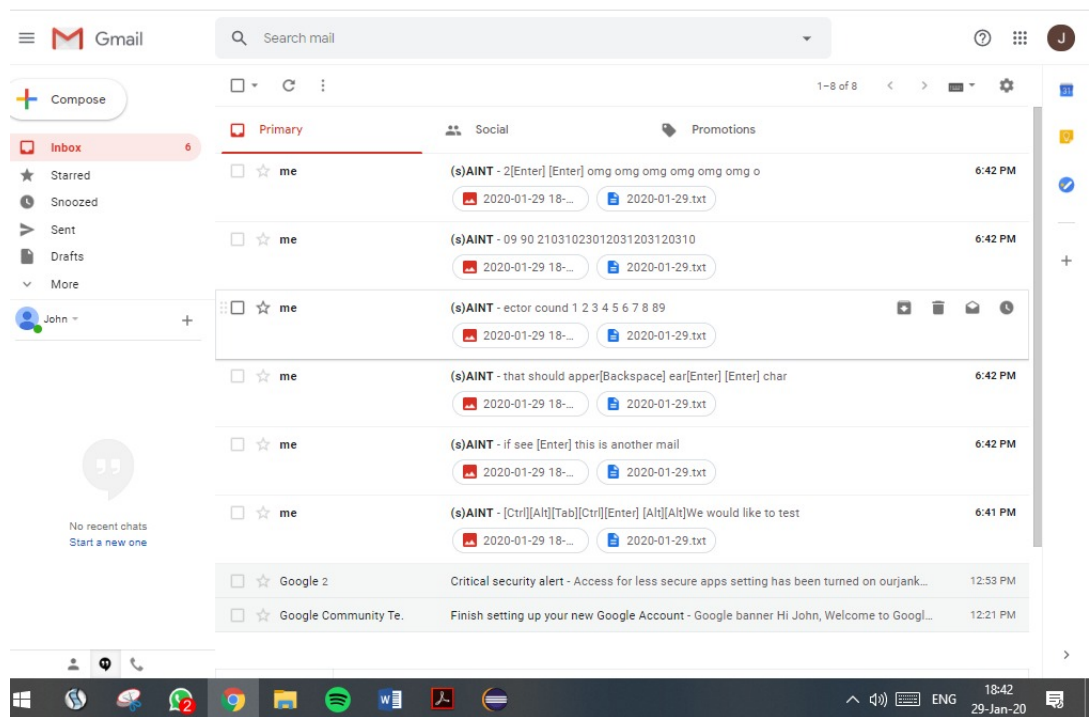 Gmail
Search mail
J
Compose
1–8 of 8
31
Primary
Social
Promotions
Inbox 6
Starred
Snoozed
Sent
Drafts
More
John
me (s)AINT - 2[Enter] [Enter] omg omg omg omg omg omg o 6:42 PM
2020-01-29 18-... 2020-01-29.txt
me (s)AINT - 09 90 21031023012031203120310 6:42 PM
2020-01-29 18-... 2020-01-29.txt
me (s)AINT - ector cound 1 2 3 4 5 6 7 8 89
2020-01-29 18-... 2020-01-29.txt
me (s)AINT - that should apper[Backspace] ear[Enter] [Enter] char 6:42 PM
2020-01-29 18-... 2020-01-29.txt
me (s)AINT - if see [Enter] this is another mail 6:42 PM
2020-01-29 18-... 2020-01-29.txt
me (s)AINT - [Ctrl][Alt][Tab][Ctrl][Enter] [Alt][Alt]We would like to test 6:41 PM
2020-01-29 18-... 2020-01-29.txt
Google 2 Critical security alert - Access for less secure apps setting has been turned on ourjank... 12:53 PM
Google Community Te. Finish setting up your new Google Account - Google banner Hi John, Welcome to Googl... 12:21 PM
No recent chats
Start a new one
2
W
ENG
18:42
29-Jan-20